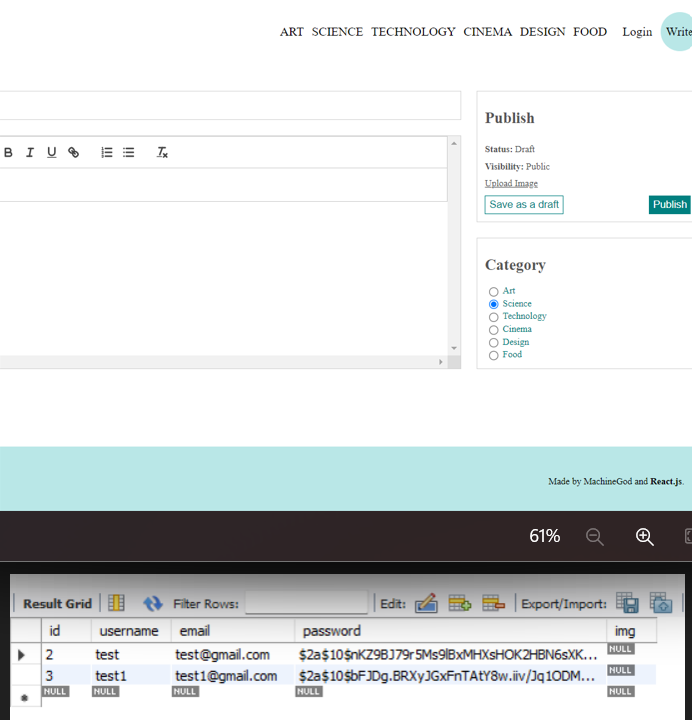 ART SCIENCE TECHNOLOGY CINEMA DESIGN FOOD Login Write
Publish
Status: Draft
Visibility: Public
Upload Image
Save as a draft Publish
B I U
Category
Art
Science
Technology
Cinema
Design
Food
Made by MachineGod and React.js.
61%
Result Grid Filter Rows: Edit: Export/Import:
id username email password img
2 test test@gmail.com $2a$10$nKZ9BJ79r5Ms9lBxMHXsHOK2HBN6sXK... NULL
3 test1 test1@gmail.com $2a$10$bFJDg.BRXyJGxFnTAtY8w.iiv/Jq1ODM... NULL
NULL NULL NULL NULL NULL